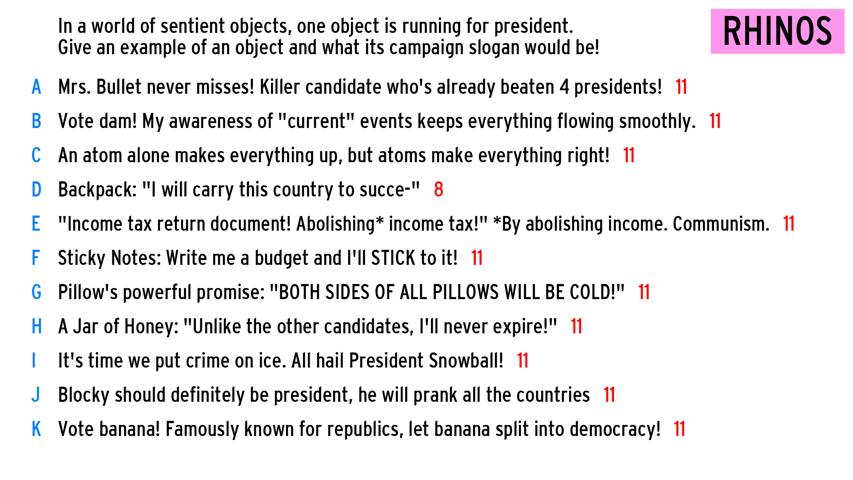 In a world of sentient objects, one object is running for president.
Give an example of an object and what its campaign slogan would be!
RHINOS
A Mrs. Bullet never misses! Killer candidate who's already beaten 4 presidents! 11
B Vote dam! My awareness of "current" events keeps everything flowing smoothly. 11
C An atom alone makes everything up, but atoms make everything right! 11
D Backpack: "I will carry this country to succe-" 8
E "Income tax return document! Abolishing* income tax!" *By abolishing income. Communism. 11
F Sticky Notes: Write me a budget and I'll STICK to it! 11
G Pillow's powerful promise: "BOTH SIDES OF ALL PILLOWS WILL BE COLD!" 11
H A Jar of Honey: "Unlike the other candidates, I'll never expire!" 11
I It's time we put crime on ice. All hail President Snowball! 11
J Blocky should definitely be president, he will prank all the countries 11
K Vote banana! Famously known for republics, let banana split into democracy! 11